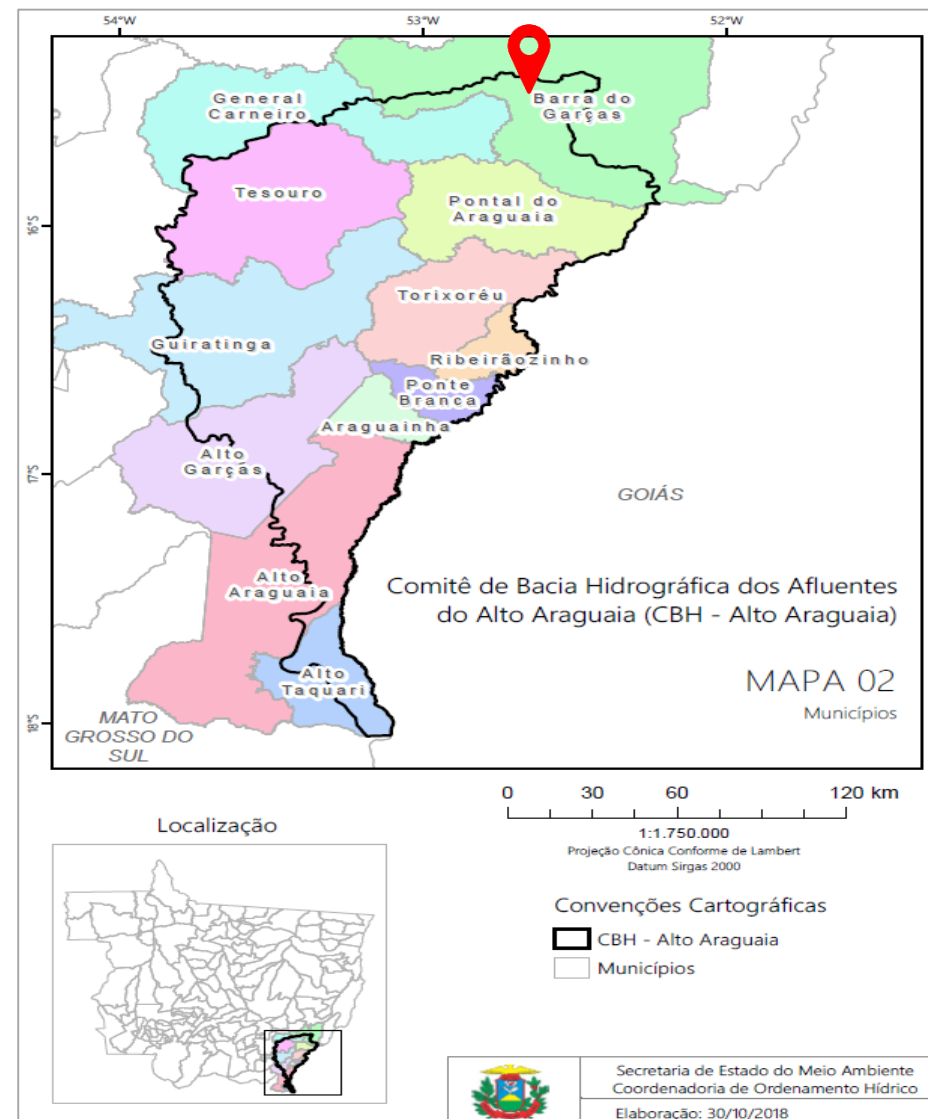 54°W
53°W
52°W
General
Carneiro
Barra do
Garças
Tesouro
Pontal do
Araguaia
16°S
Torixoréu
Guiratinga
Ribeirãozinho
Ponte
Branca
Araguainha
Alto
Garças
17°S
GOIÁS
Alto
Araguaia
Comitê de Bacia Hidrográfica dos Afluentes
do Alto Araguaia (CBH - Alto Araguaia)
Alto
Taquari
MAPA 02
Municípios
18°S
MATO
GROSSO DO
SUL
0 30 60 120 km
1:1.750.000
Projeção Cônica Conforme de Lambert
Datum Sirgas 2000
Localização
Convenções Cartográficas
CBH - Alto Araguaia
Municípios
Secretaria de Estado do Meio Ambiente
Coordenadoria de Ordenamento Hídrico
Elaboração: 30/10/2018